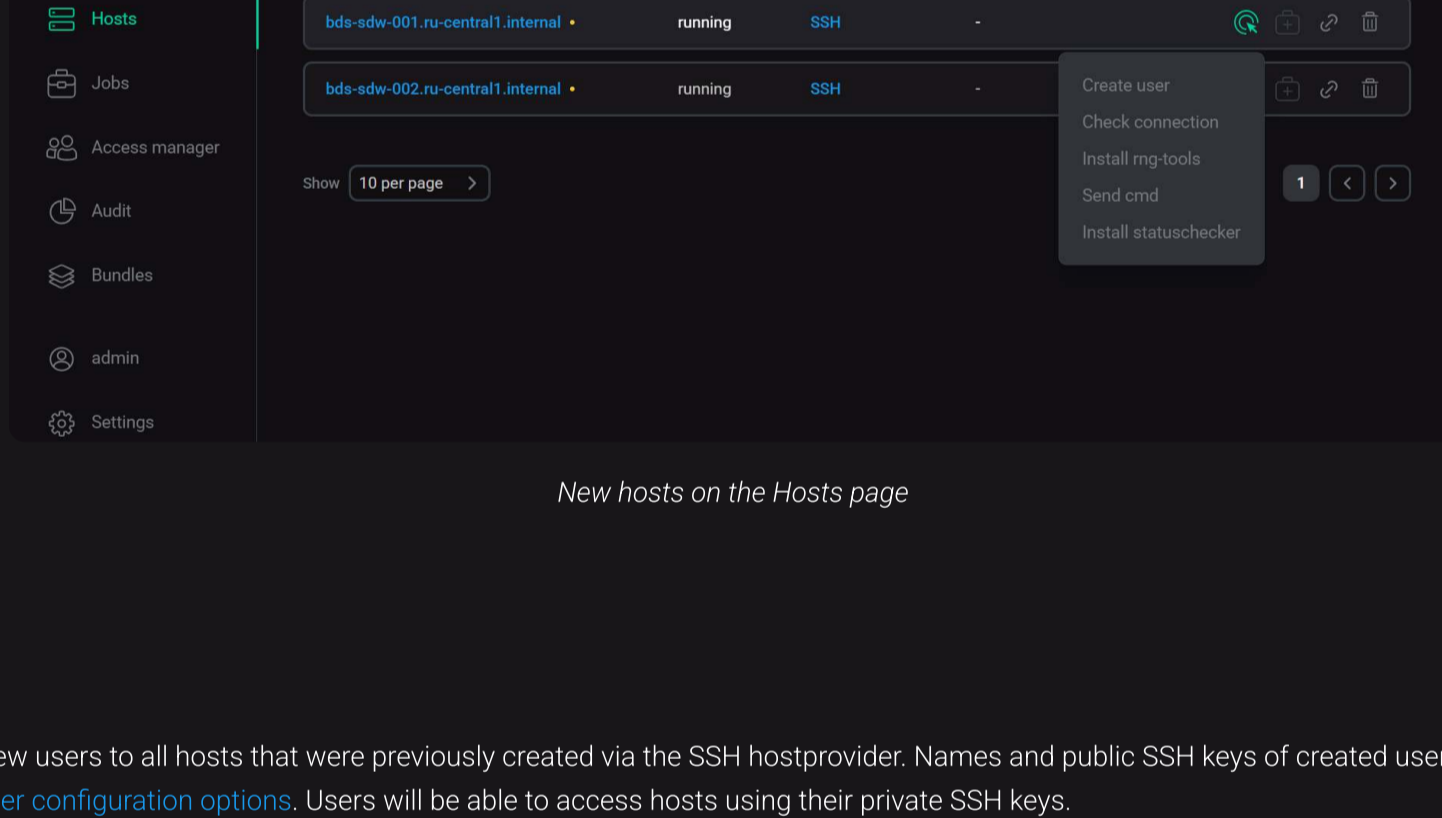 Hosts
bds-sdw-001.ru-central1.internal • running SSH -
Jobs
bds-sdw-002.ru-central1.internal • running SSH -
Create user
Check connection
Install rng-tools
Send cmd
Install statuschecker
Access manager
Show 10 per page
1
Audit
Bundles
admin
Settings
New hosts on the Hosts page
ew users to all hosts that were previously created via the SSH hostprovider. Names and public SSH keys of created user
er configuration options. Users will be able to access hosts using their private SSH keys.